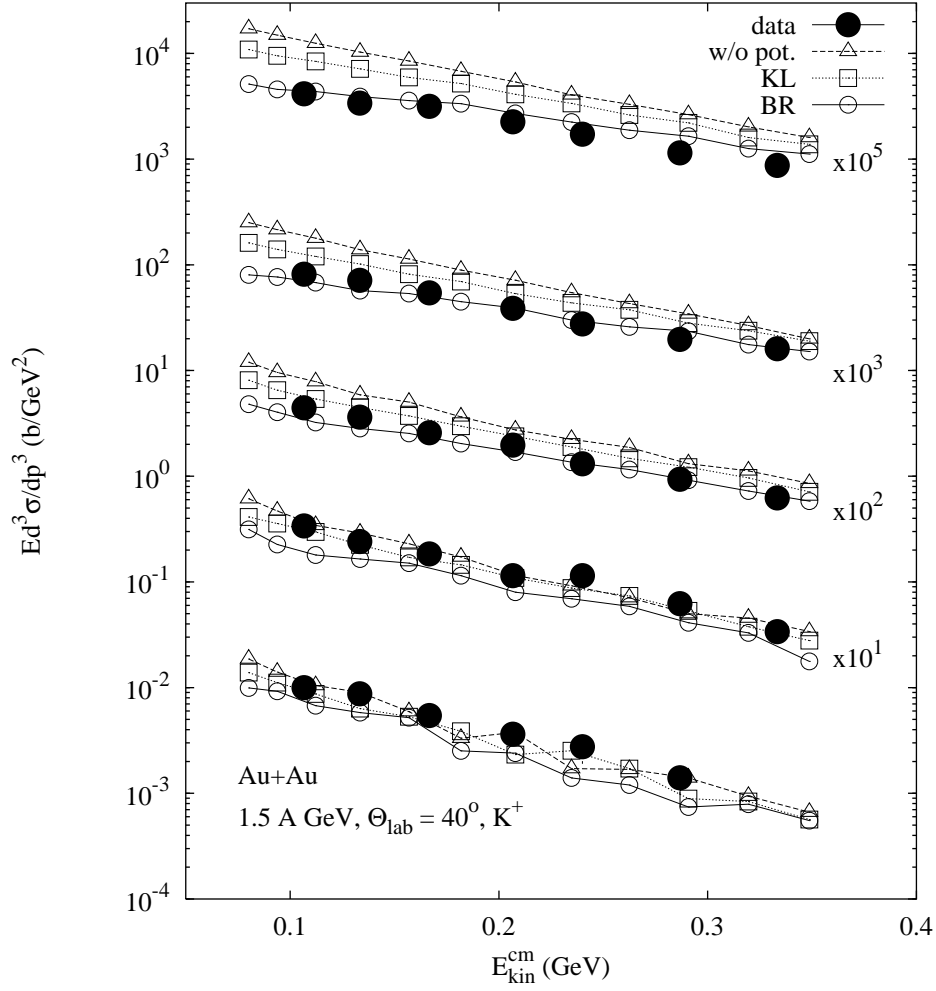 data
w/o pot.
KL
BR
10^4
10^3
10^2
10^1
10^0
10^-1
10^-2
10^-3
10^-4
x10^5
x10^3
x10^2
x10^1
Ed^3σ/dp^3 (b/GeV^2)
Au+Au
1.5 A GeV, Θ_lab = 40^o, K^+
0.1 0.2 0.3 0.4
E_kin^cm (GeV)